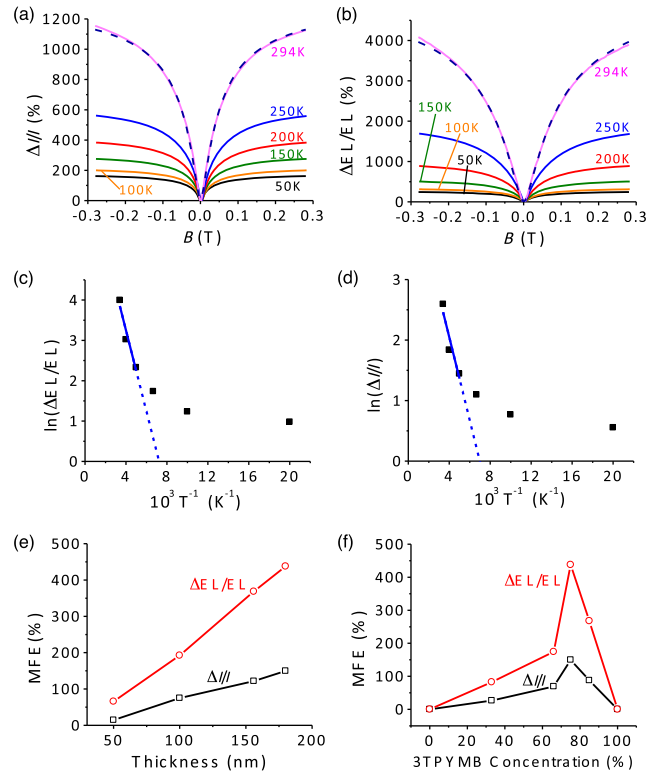 (a)
1200
1000
800
600
400
200
0
ΔI/I (%)
294K
250K
200K
150K
100K
50K
-0.3 -0.2 -0.1 0.0 0.1 0.2 0.3
B (T)
(b)
4000
3000
2000
1000
0
ΔEL/EL (%)
294K
150K
100K
250K
50K
200K
-0.3 -0.2 -0.1 0.0 0.1 0.2 0.3
B (T)
(c)
4
3
2
1
0
ln(ΔEL/EL)
0 4 8 12 16 20
10³T⁻¹ (K⁻¹)
(d)
3
2
1
0
ln(ΔI/I)
0 4 8 12 16 20
10³T⁻¹ (K⁻¹)
(e)
500
400
300
200
100
0
MFE (%)
ΔEL/EL
ΔI/I
50 100 150 200
Thickness (nm)
(f)
500
400
300
200
100
0
MFE (%)
ΔEL/EL
ΔI/I
0 20 40 60 80 100
3TPYMB Concentration (%)